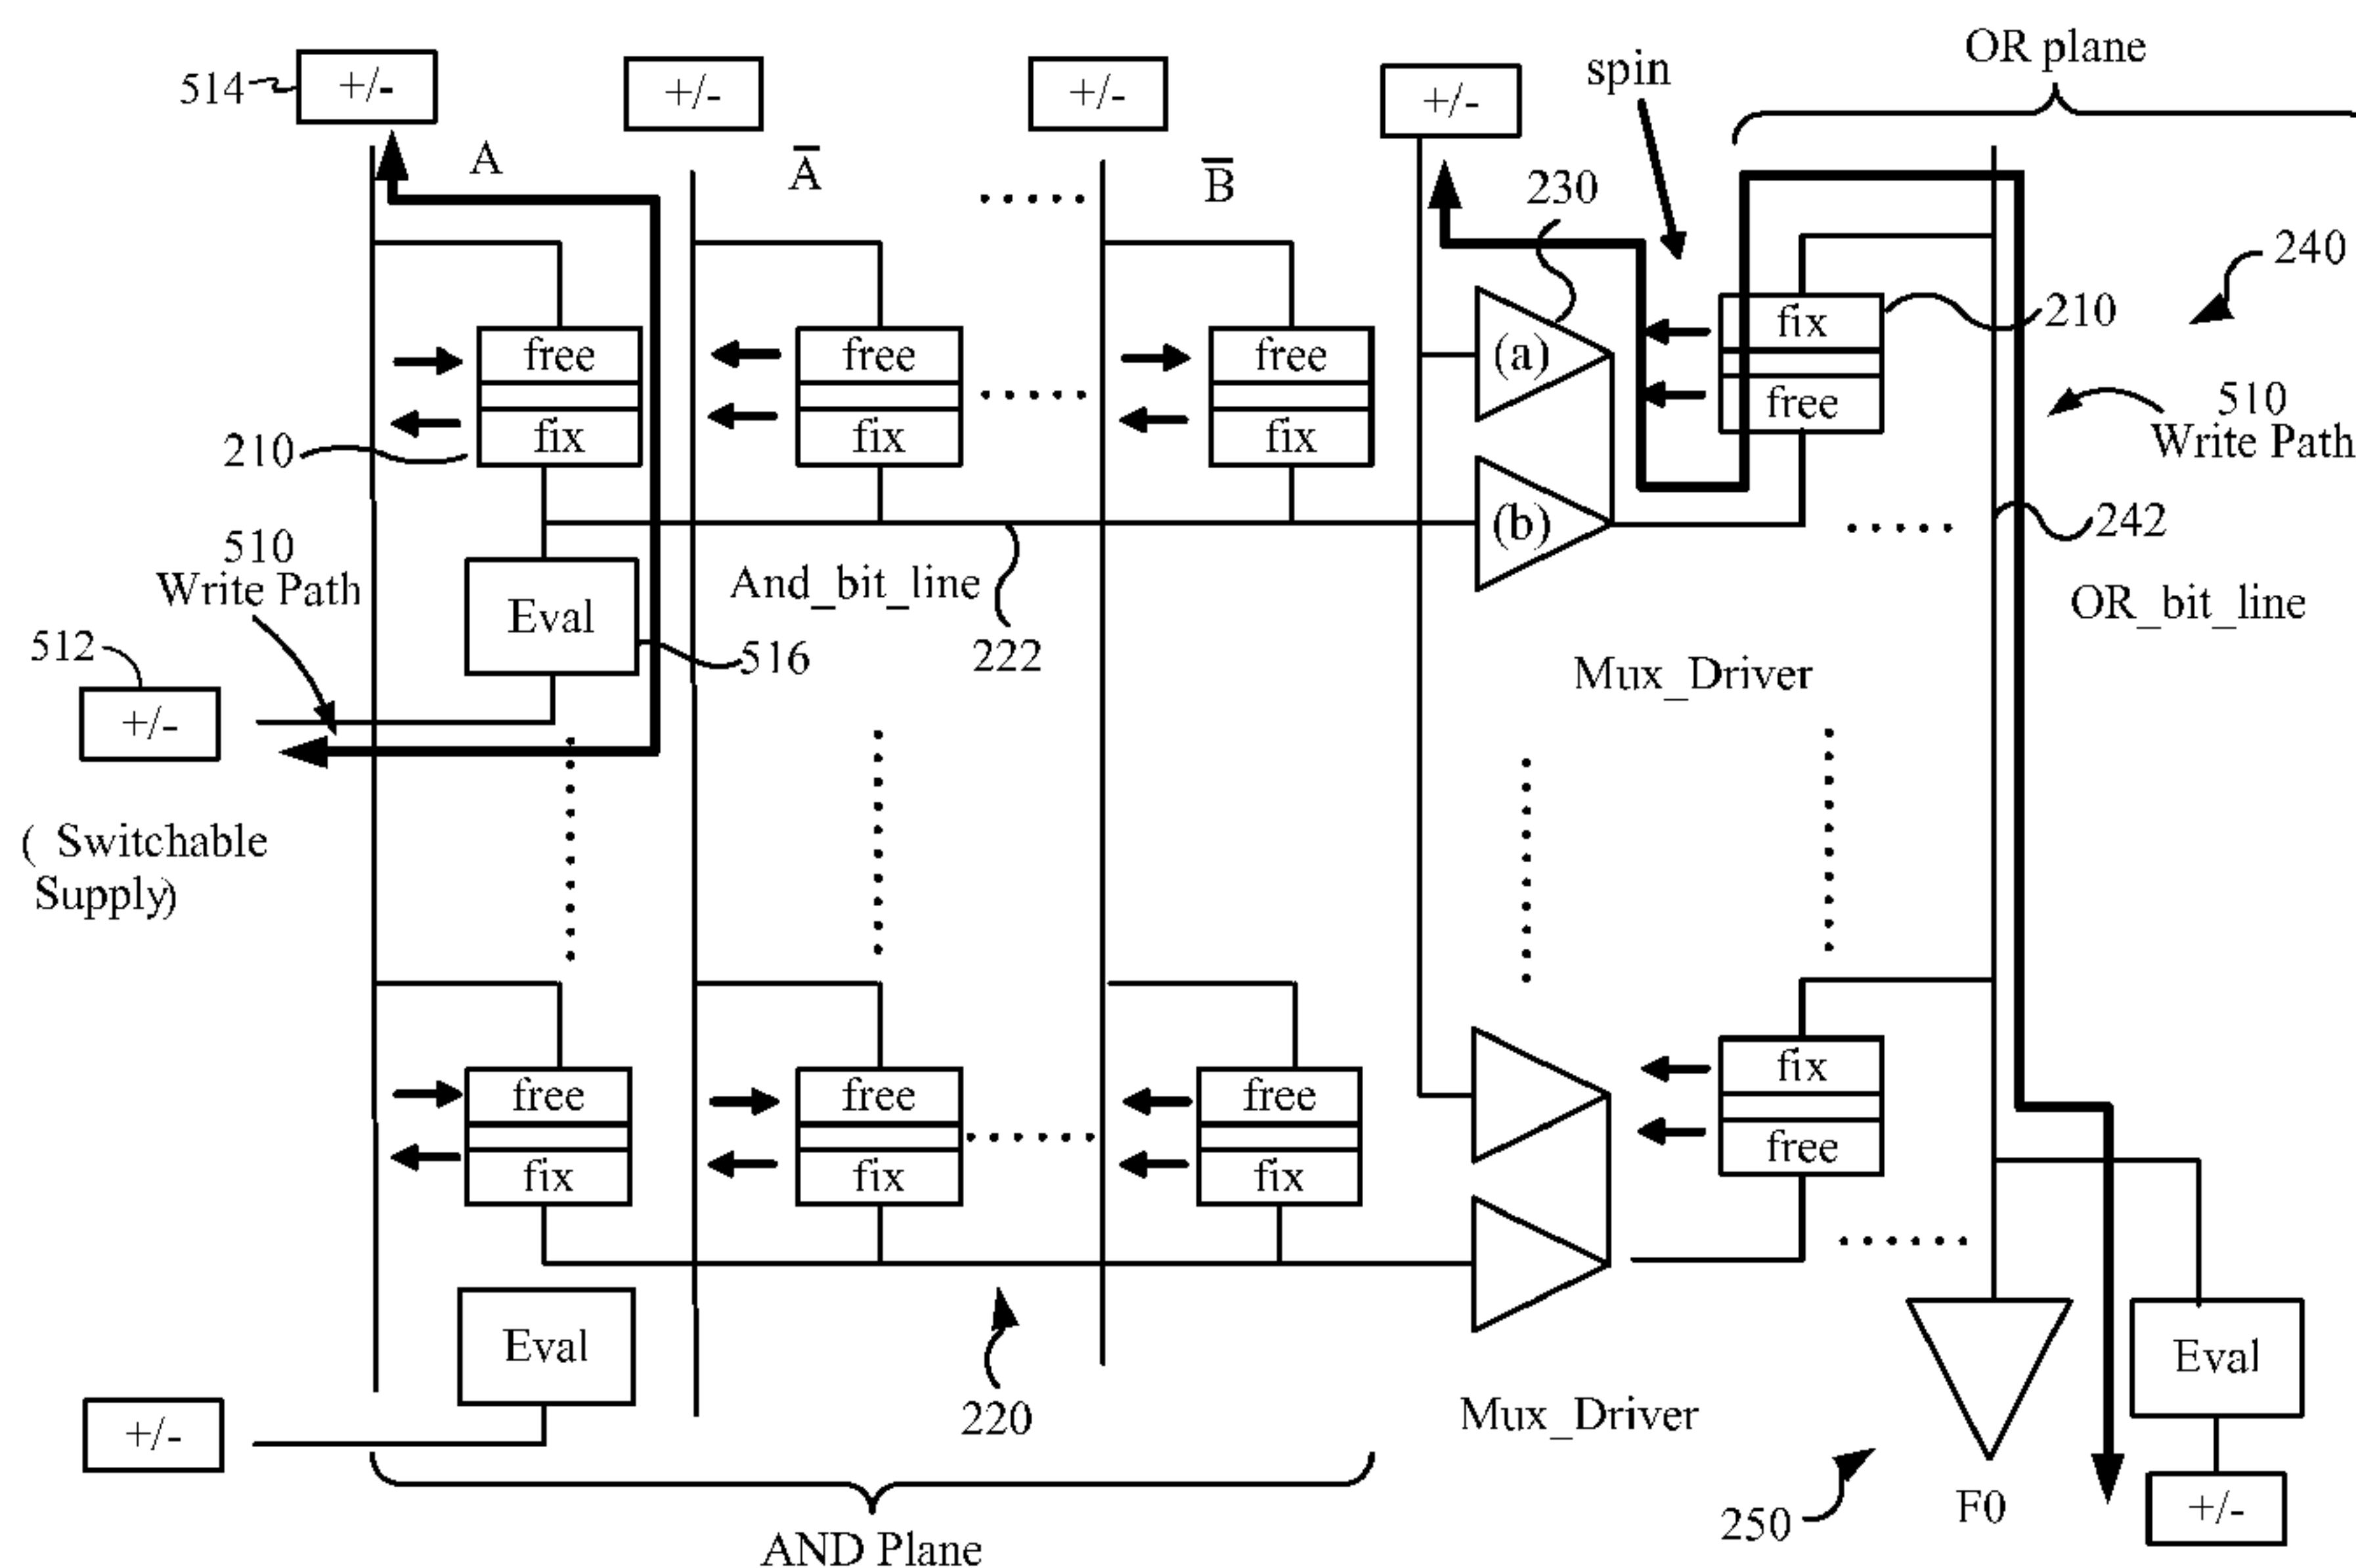 OR plane
spin
514
+/-
+/-
+/-
+/-
A
A̅
.....
B̅
230
240
free
fix
free
fix
.....
free
fix
(a)
(b)
fix
free
210
210
510
Write Path
510
Write Path
.....
242
Eval
And_bit_line
OR_bit_line
516
222
512
+/-
Mux_Driver
( Switchable
Supply)
free
fix
free
fix
......
free
fix
fix
free
......
Eval
Eval
+/-
220
Mux_Driver
250
F0
+/-
AND Plane